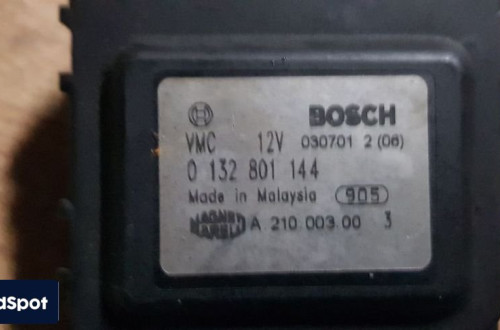 BOSCH
VMC 12V 030701 2 (06)
0 132 801 144
Made in Malaysia 905
MAGNETI MARELLI A 210.003.00 3
dSpot